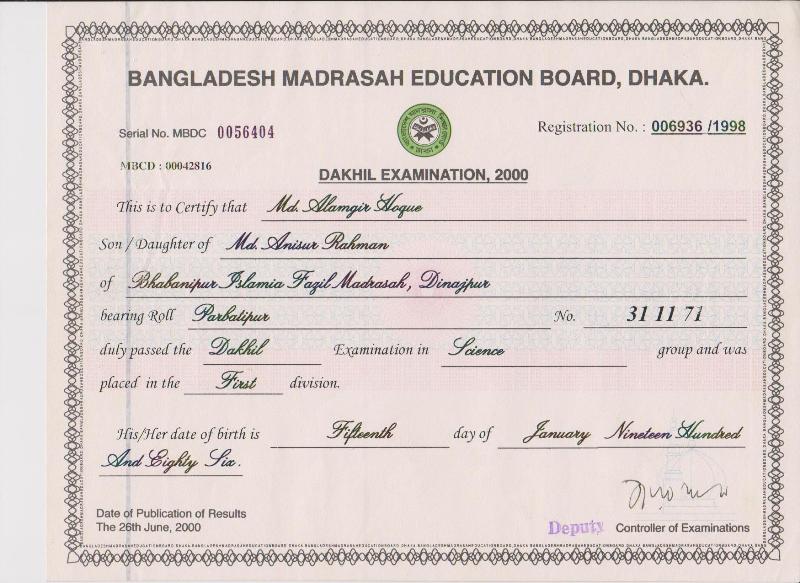 BANGLADESH MADRASAH EDUCATION BOARD, DHAKA.
Serial No. MBDC 0056404
Registration No. : 006936 /1998
MBCD : 00042816
DAKHIL EXAMINATION, 2000
This is to Certify that Md. Alamgir Hoque
Son / Daughter of Md. Anisur Rahman
of Bhabanipur Islamia Fazil Madrasah, Dinajpur
bearing Roll Parbatipur No. 31 11 71
duly passed the Dakhil Examination in Science group and was
placed in the First division.
His/Her date of birth is Fifteenth day of January Nineteen Hundred
And Eighty Six.
Date of Publication of Results
The 26th June, 2000
Deputy Controller of Examinations